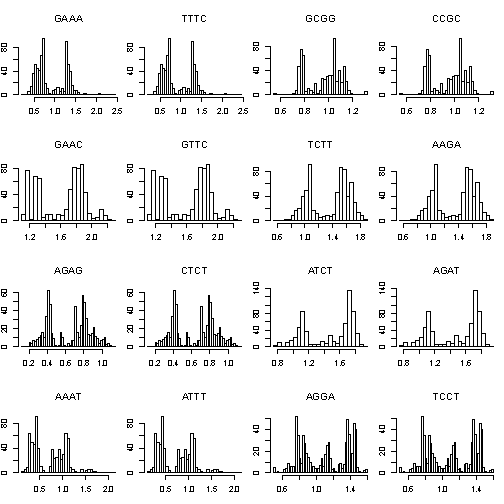 GAAA TTTC GCGG CCGC
0 40 80 0 40 80 0 40 80 0 40 80
0.5 1.0 1.5 2.0 2.5 0.5 1.0 1.5 2.0 2.5 0.6 0.8 1.0 1.2 0.6 0.8 1.0 1.2
GAAC GTTC TCTT AAGA
0 40 80 0 40 80 0 40 80 0 40 80
1.2 1.6 2.0 1.2 1.6 2.0 0.6 1.0 1.4 1.8 0.6 1.0 1.4 1.8
AGAG CTCT ATCT AGAT
0 20 40 60 0 20 40 60 0 40 80 140 0 40 80 140
0.2 0.4 0.6 0.8 1.0 0.2 0.4 0.6 0.8 1.0 0.8 1.2 1.6 0.8 1.2 1.6
AAAT ATTT AGGA TCCT
0 40 80 0 40 80 0 20 40 0 20 40
0.5 1.0 1.5 2.0 0.5 1.0 1.5 2.0 0.6 1.0 1.4 0.6 1.0 1.4